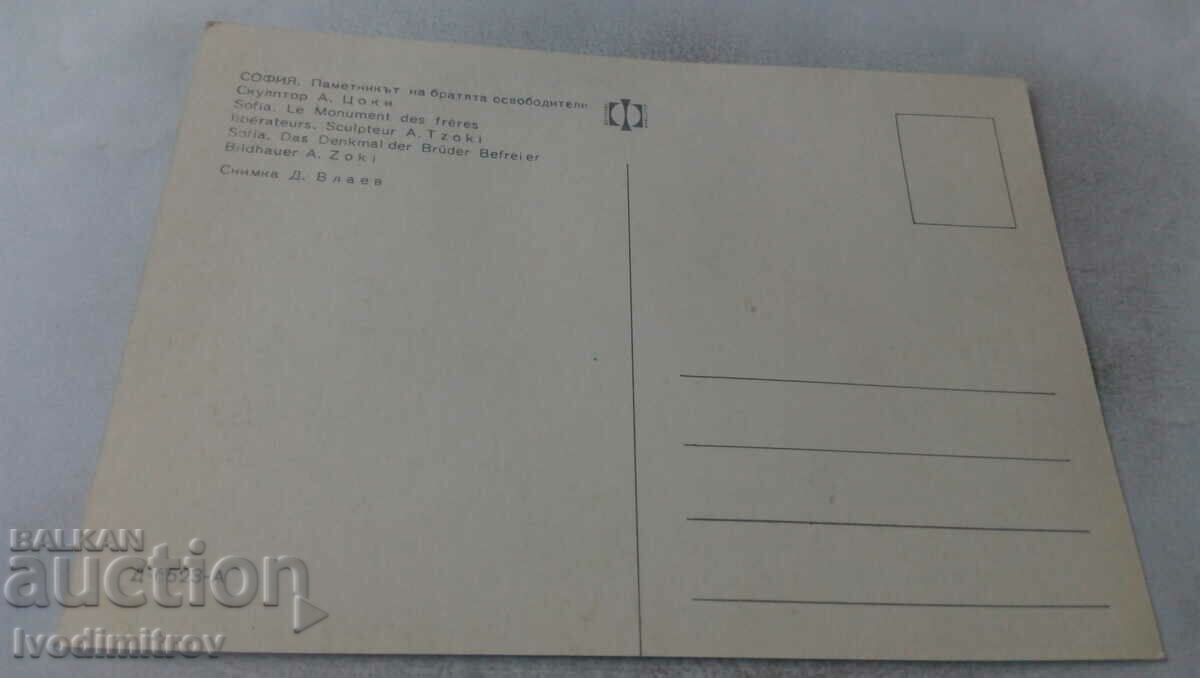 СОФИЯ. Паметникът на братята освободители
Скулптор А. Цоки
Sofia. Le Monument des frères
libérateurs. Sculpteur A. Tzoki
Sofia. Das Denkmal der Brüder Befreier
Bildhauer A. Zoki
Снимка Д. Влаев
BALKAN
auction
Ivodimitrov